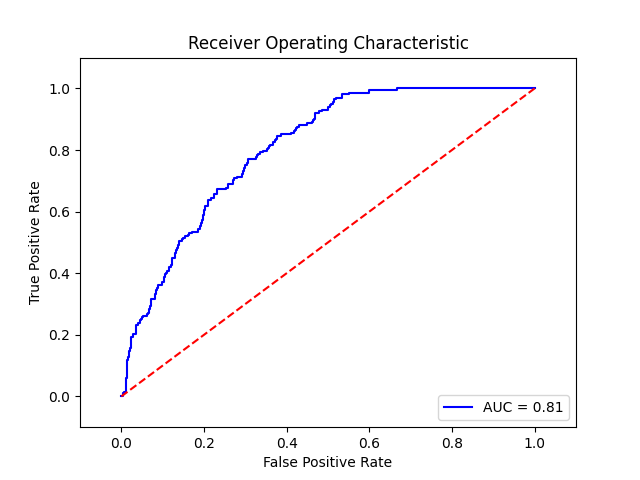 Receiver Operating Characteristic
True Positive Rate
1.0
0.8
0.6
0.4
0.2
0.0
AUC = 0.81
0.0 0.2 0.4 0.6 0.8 1.0
False Positive Rate